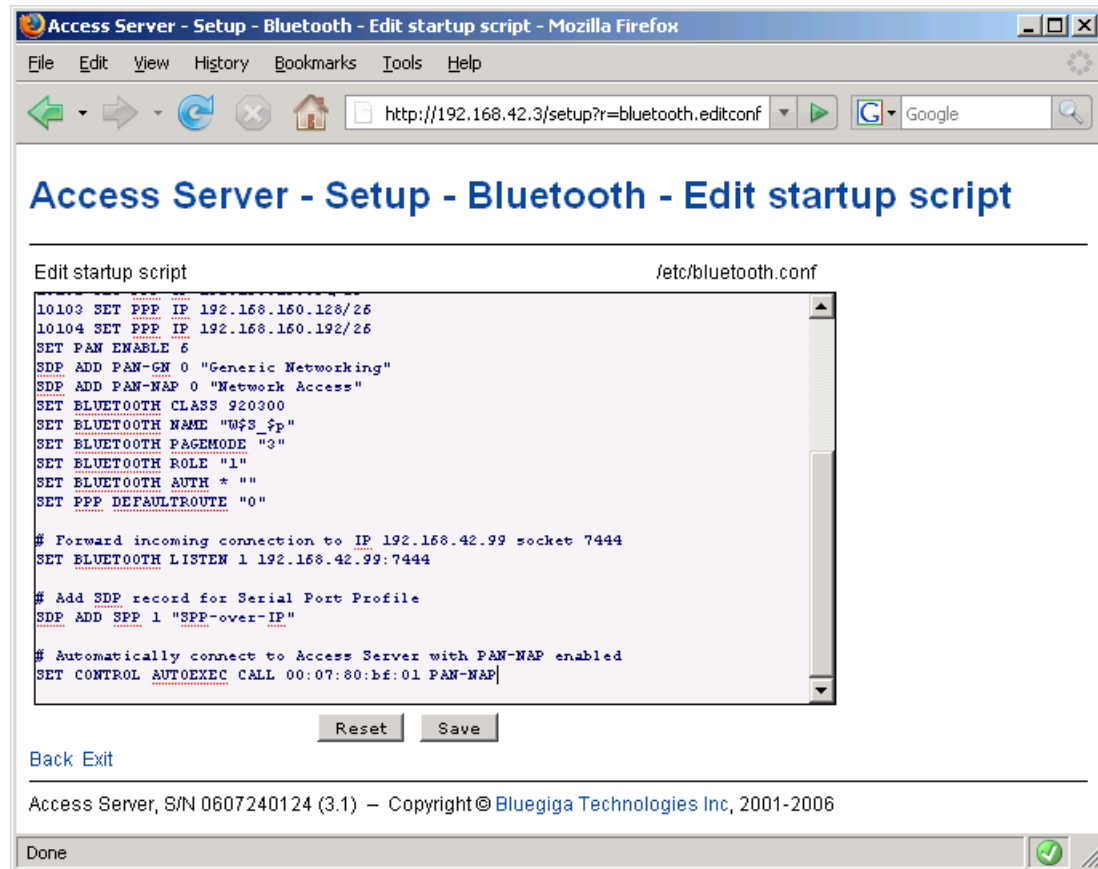 Access Server - Setup - Bluetooth - Edit startup script - Mozilla Firefox
File Edit View History Bookmarks Tools Help
http://192.168.42.3/setup?r=bluetooth.editconf G Google
Access Server - Setup - Bluetooth - Edit startup script
Edit startup script /etc/bluetooth.conf
10103 SET PPP IP 192.168.160.128/26
10104 SET PPP IP 192.168.160.192/26
SET PAN ENABLE 6
SDP ADD PAN-GN 0 "Generic Networking"
SDP ADD PAN-NAP 0 "Network Access"
SET BLUETOOTH CLASS 920300
SET BLUETOOTH NAME "W$S_$p"
SET BLUETOOTH PAGEMODE "3"
SET BLUETOOTH ROLE "1"
SET BLUETOOTH AUTH * ""
SET PPP DEFAULTROUTE "0"
# Forward incoming connection to IP 192.168.42.99 socket 7444
SET BLUETOOTH LISTEN 1 192.168.42.99:7444
# Add SDP record for Serial Port Profile
SDP ADD SPP 1 "SPP-over-IP"
# Automatically connect to Access Server with PAN-NAP enabled
SET CONTROL AUTOEXEC CALL 00:07:80:bf:01 PAN-NAP
Reset Save
Back Exit
Access Server, S/N 0607240124 (3.1) – Copyright © Bluegiga Technologies Inc, 2001-2006
Done